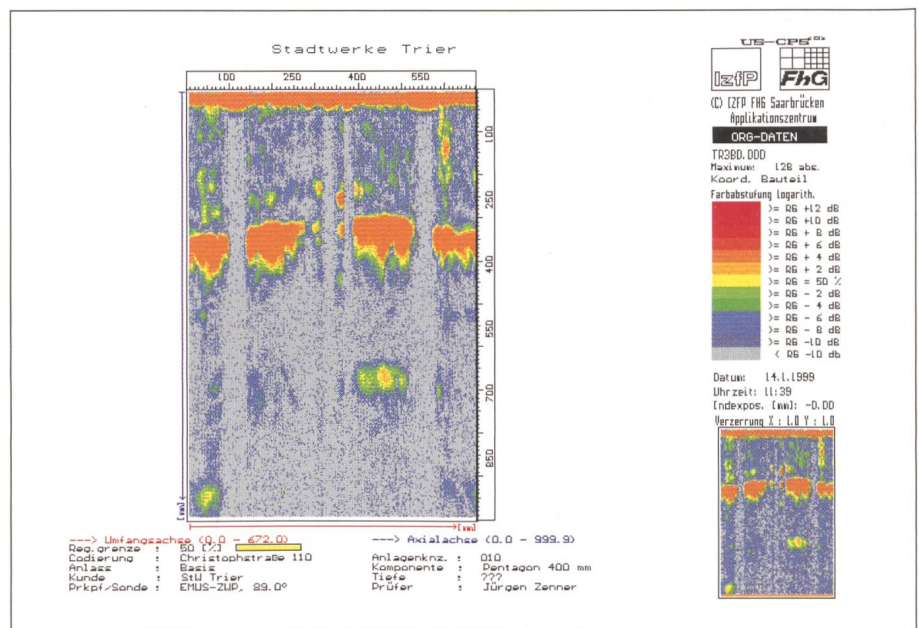 Stadtwerke Trier
100 250 400 550
100
250
400
550
700
850
[mm]
[mm]
---> Umfangsachse (0.0 - 672.0)
---> Axialachse (0.0 - 999.9)
Reg.grenze : 50 [%]
Codierung : Christophstraße 110
Anlass : Basis
Kunde : StW Trier
Prkpf/Sonde : EMUS-ZWP, 89.0°
Anlagenknz. : 010
Komponente : Pentagon 400 mm
Tiefe : ???
Prüfer : Jürgen Zenner
US-CPS
IzfP FhG
(C) IZFP FHG Saarbrücken
Applikationszentrum
ORG-DATEN
TR3BD.DDD
Maximum: 128 abs.
Koord. Bauteil
Farbabstufung logarith.
>= RG +12 dB
>= RG +10 dB
>= RG + 8 dB
>= RG + 6 dB
>= RG + 4 dB
>= RG + 2 dB
>= RG = 50 %
>= RG - 2 dB
>= RG - 4 dB
>= RG - 6 dB
>= RG - 8 dB
>= RG -10 dB
< RG -10 db
Datum: 14.1.1999
Uhrzeit: 11:39
Indexpos. [mm]: -0.00
Verzerrung X : 1.0 Y : 1.0